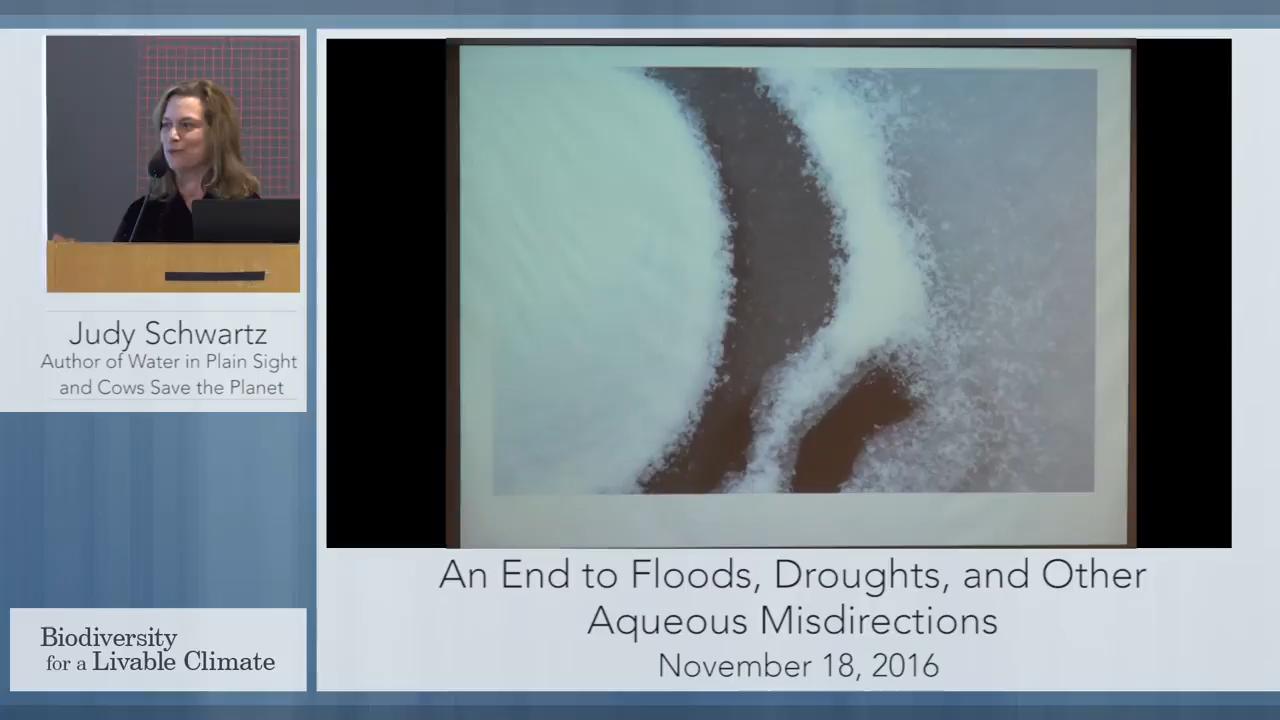 Judy Schwartz
Author of Water in Plain Sight
and Cows Save the Planet
An End to Floods, Droughts, and Other
Aqueous Misdirections
November 18, 2016
Biodiversity
for a Livable Climate